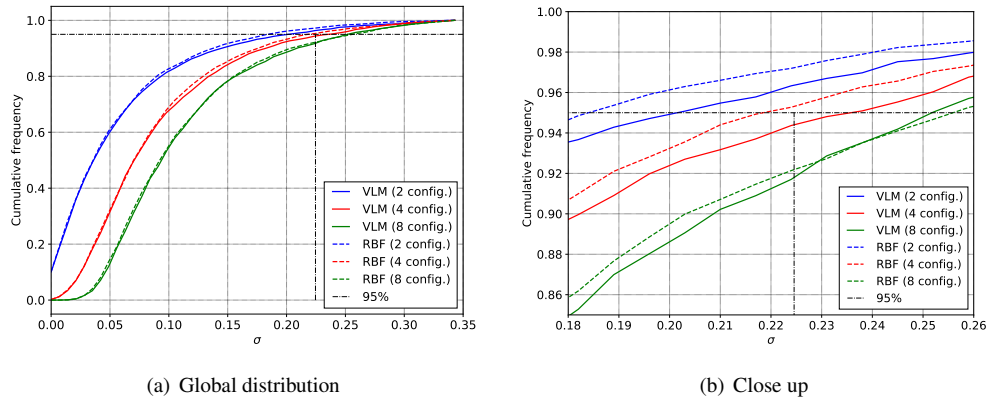 1.0
0.8
0.6
0.4
0.2
0.0
Cumulative frequency
0.00 0.05 0.10 0.15 0.20 0.25 0.30 0.35
σ
VLM (2 config.)
VLM (4 config.)
VLM (8 config.)
RBF (2 config.)
RBF (4 config.)
RBF (8 config.)
95%
(a) Global distribution
1.00
0.98
0.96
0.94
0.92
0.90
0.88
0.86
Cumulative frequency
0.18 0.19 0.20 0.21 0.22 0.23 0.24 0.25 0.26
σ
VLM (2 config.)
VLM (4 config.)
VLM (8 config.)
RBF (2 config.)
RBF (4 config.)
RBF (8 config.)
95%
(b) Close up